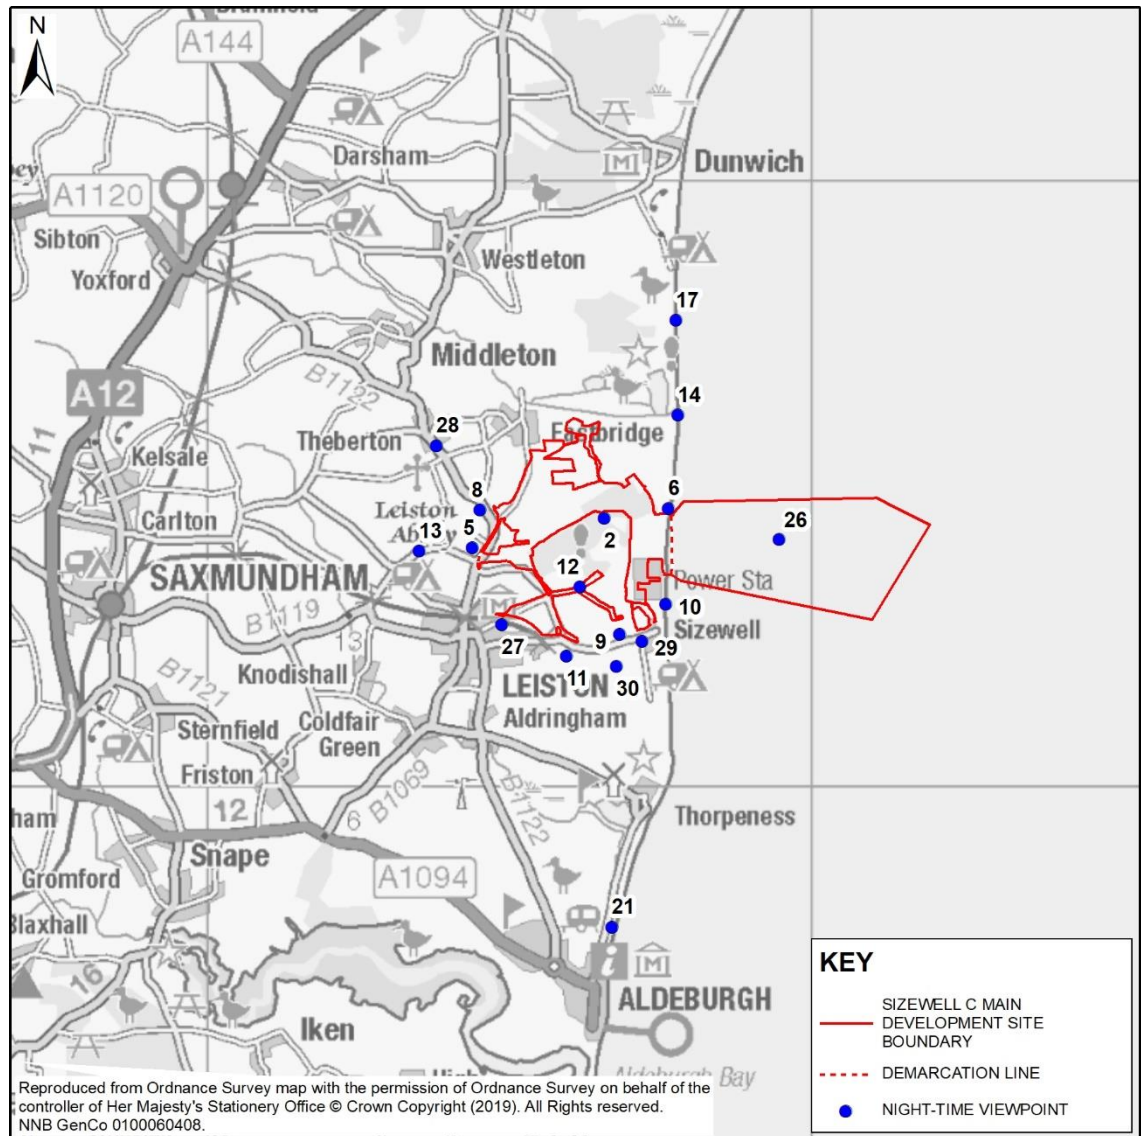 N
A144
Darsham
Dunwich
A1120
Sibton
Westleton
Yoxford
17
Middleton
A12
B1122
14
11
28
Theberton
Eastbridge
Kelsale
8
6
Leiston
Abbey
26
Carlton
13
5
2
12
SAXMUNDHAM
Power Sta
10
B1119
Sizewell
13
27
9
29
Knodishall
11
30
LEISTON
B1121
Coldfair
Green
Aldringham
Sternfield
Friston
B1069
B1122
12
6
Thorpeness
ham
Snape
A1094
Gromford
21
Blaxhall
16
ALDEBURGH
Iken
Aldeburgh Bay
KEY
SIZEWELL C MAIN
DEVELOPMENT SITE
BOUNDARY
DEMARCATION LINE
NIGHT-TIME VIEWPOINT
Reproduced from Ordnance Survey map with the permission of Ordnance Survey on behalf of the
controller of Her Majesty's Stationery Office © Crown Copyright (2019). All Rights reserved.
NNB GenCo 0100060408.